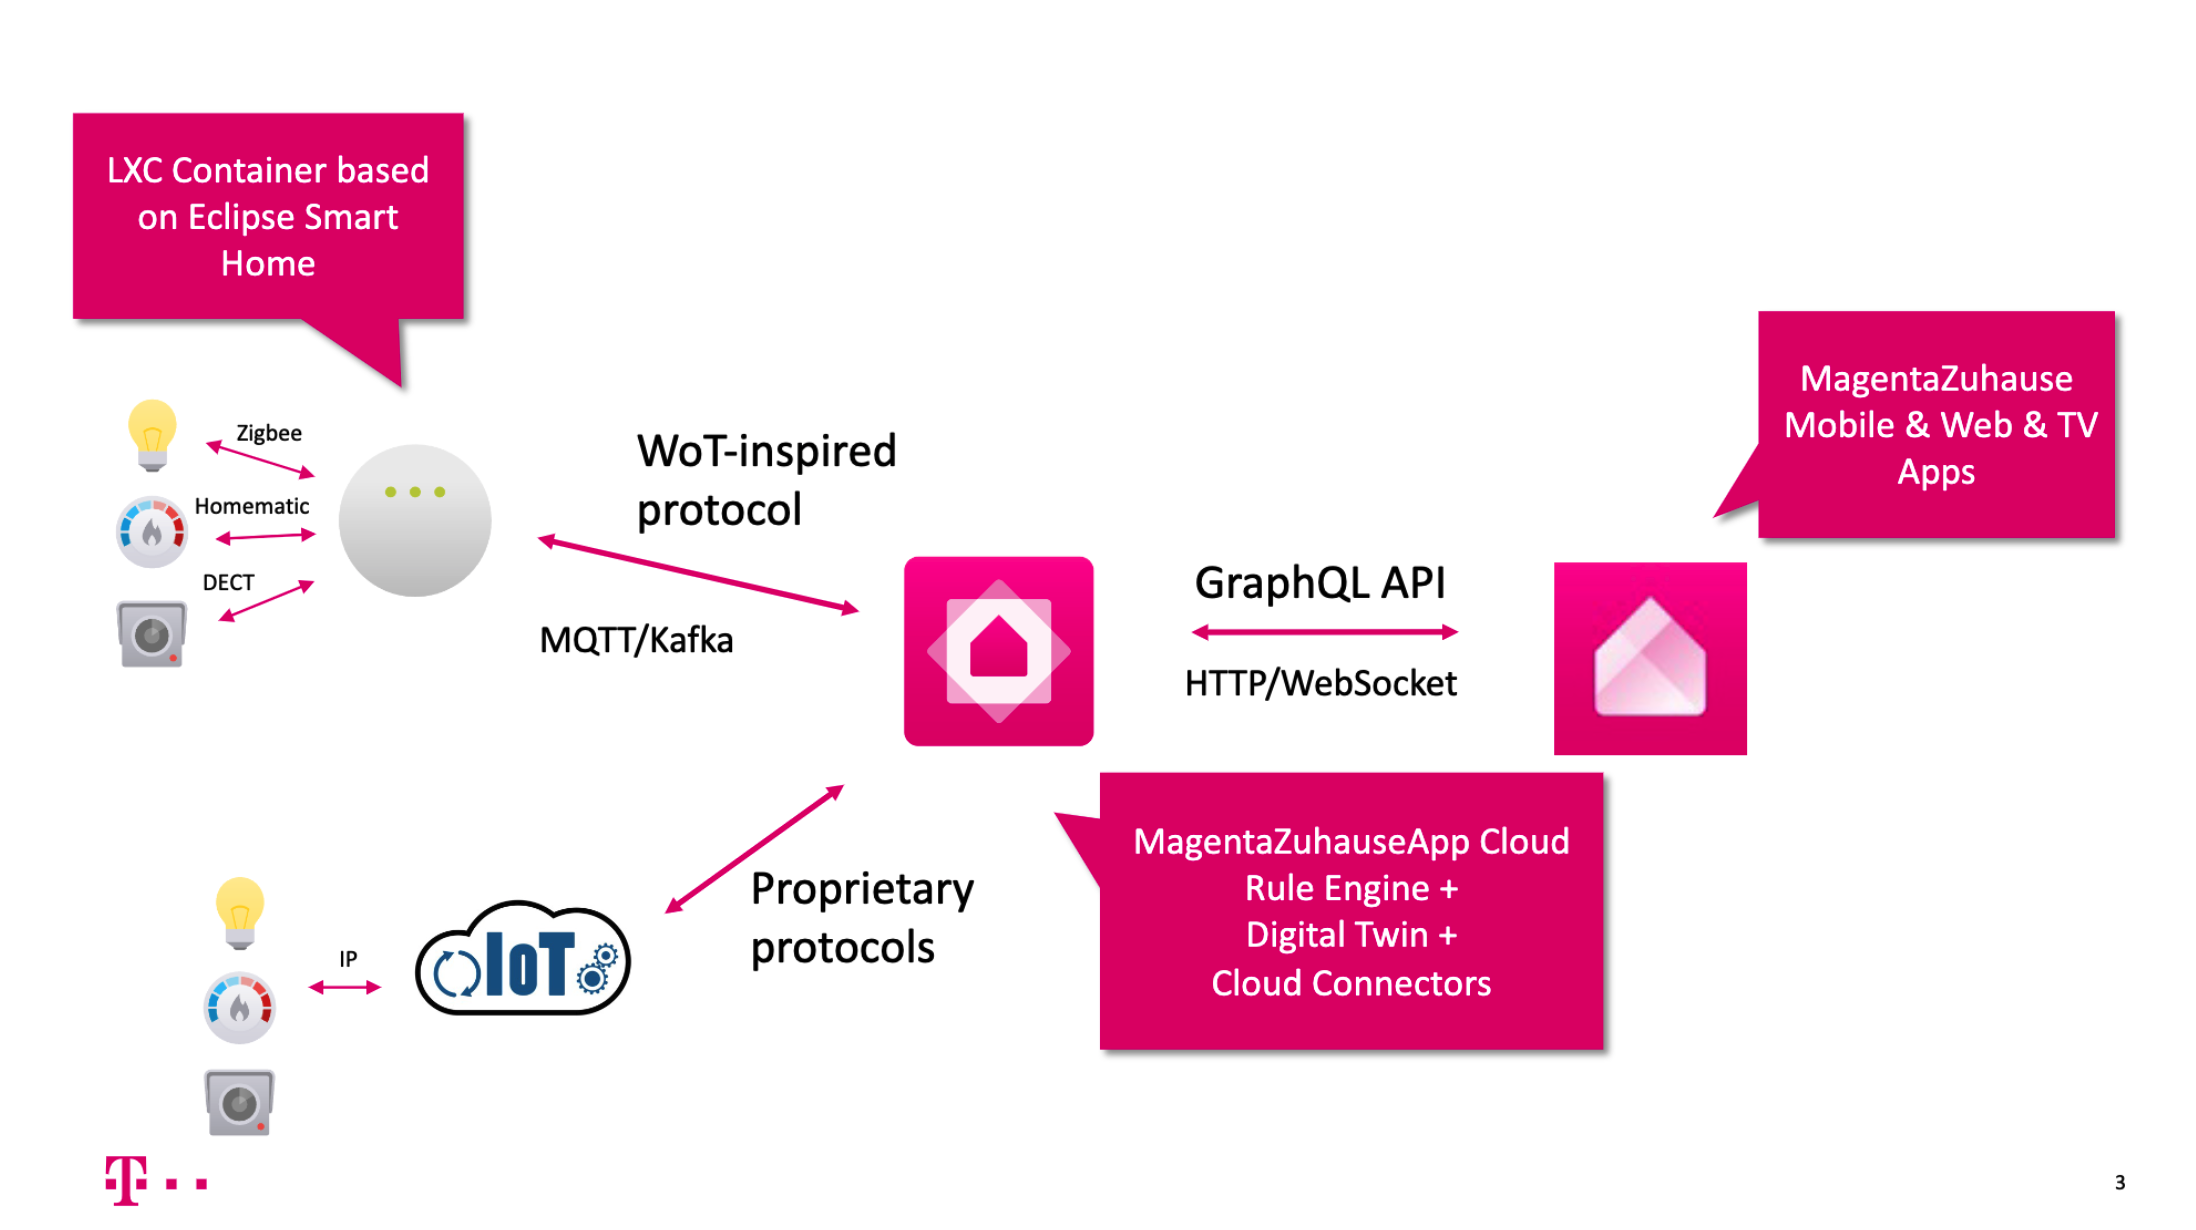 LXC Container based
on Eclipse Smart
Home
Zigbee
Homematic
DECT
WoT-inspired
protocol
MQTT/Kafka
GraphQL API
HTTP/WebSocket
MagentaZuhause
Mobile & Web & TV
Apps
MagentaZuhauseApp Cloud
Rule Engine +
Digital Twin +
Cloud Connectors
Proprietary
protocols
IP
IoT
T
3